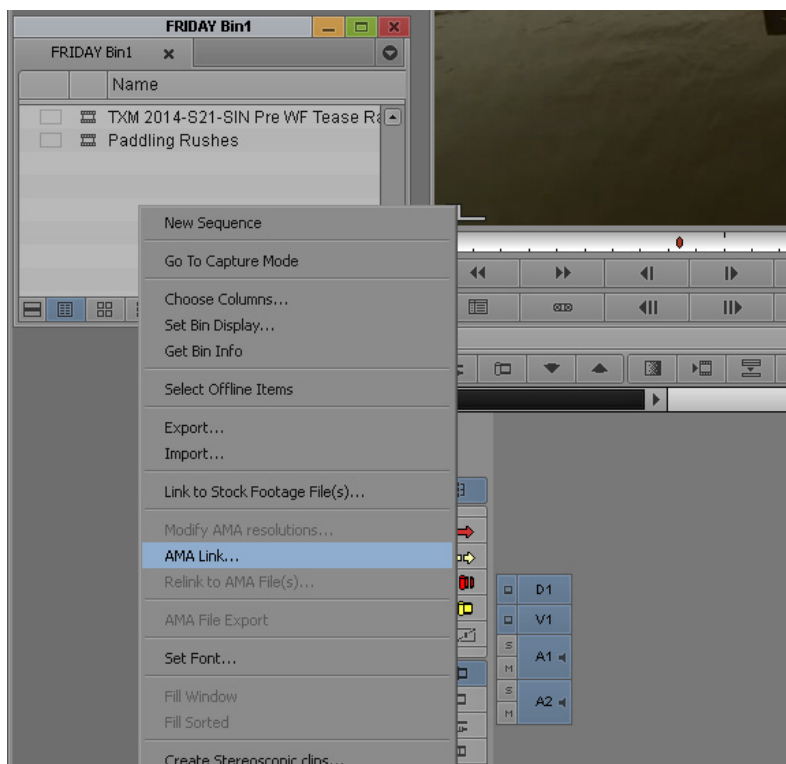 FRIDAY Bin1
FRIDAY Bin1
Name
TXM 2014-S21-SIN Pre WF Tease
Paddling Rushes
New Sequence
Go To Capture Mode
Choose Columns...
Set Bin Display...
Get Bin Info
Select Offline Items
Export...
Import...
Link to Stock Footage File(s)...
Modify AMA resolutions...
AMA Link...
Relink to AMA File(s)...
AMA File Export
Set Font...
Fill Window
Fill Sorted
Create Stereoscopic clips...
D1
V1
S
M
A1
S
M
A2